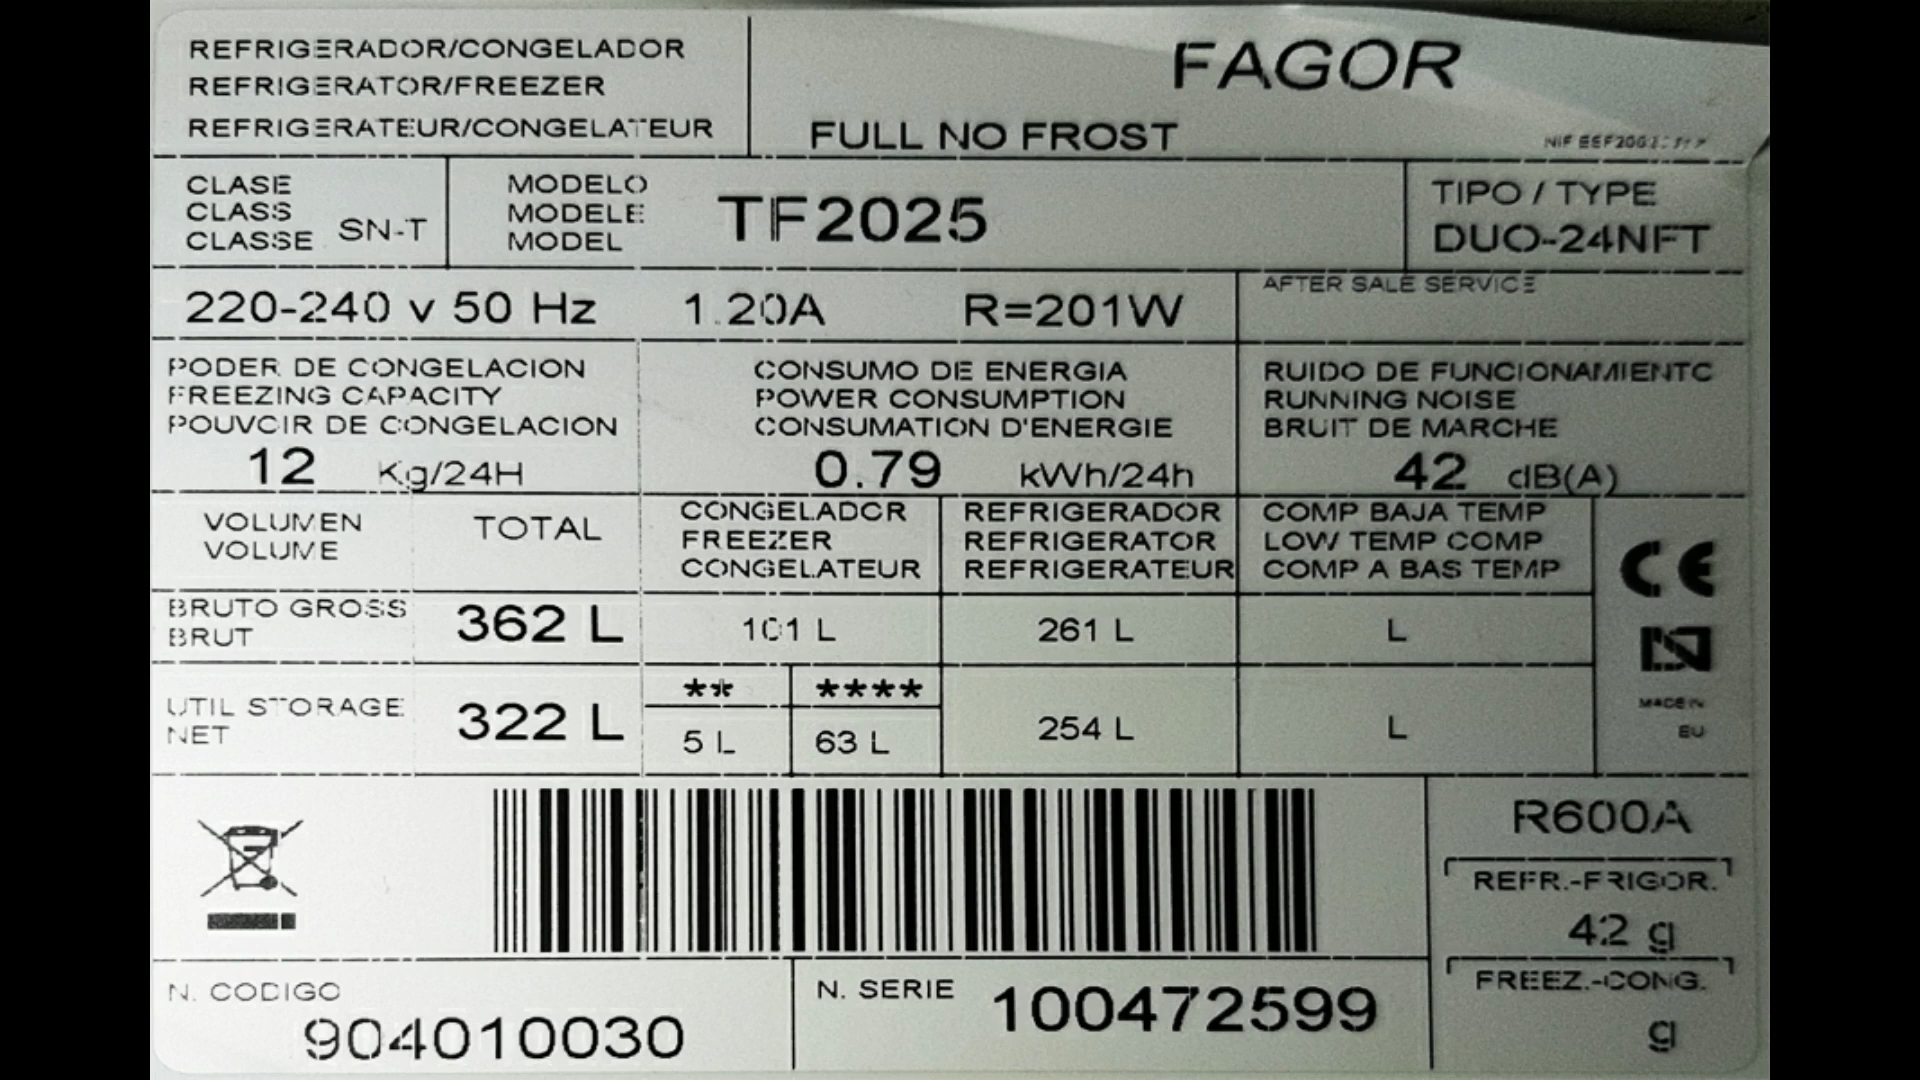 REFRIGERADOR/CONGELADOR
REFRIGERATOR/FREEZER
REFRIGERATEUR/CONGELATEUR
FAGOR
FULL NO FROST
NIF
CLASE
CLASS
CLASSE SN-T
MODELO
MODELE
MODEL
TF2025
TIPO / TYPE
DUO-24NFT
220-240 v 50 Hz 1.20A R=201W
AFTER SALE SERVICE
PODER DE CONGELACION
FREEZING CAPACITY
POUVOIR DE CONGELACION
12 Kg/24H
CONSUMO DE ENERGIA
POWER CONSUMPTION
CONSUMATION D'ENERGIE
0.79 kWh/24h
RUIDO DE FUNCIONAMIENTO
RUNNING NOISE
BRUIT DE MARCHE
42 dB(A)
VOLUMEN
VOLUME
TOTAL
CONGELADOR
FREEZER
CONGELATEUR
REFRIGERADOR
REFRIGERATOR
REFRIGERATEUR
COMP BAJA TEMP
LOW TEMP COMP
COMP A BAS TEMP
CE
BRUTO GROSS
BRUT
362 L
101 L
261 L
L
N
MADE IN
EU
UTIL STORAGE
NET
322 L
** ****
5 L 63 L
254 L
L
R600A
REFR.-FRIGOR.
42 g
FREEZ.-CONG.
g
N. CODIGO
904010030
N. SERIE 100472599